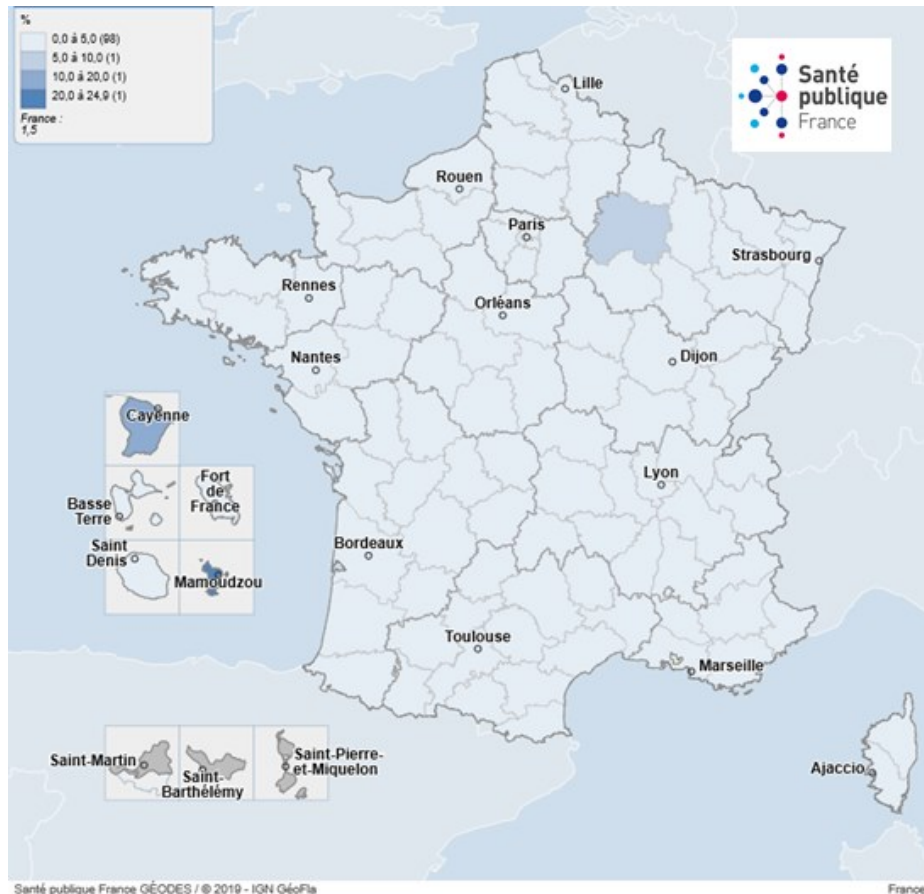 %
0,0 à 5,0 (98)
5,0 à 10,0 (1)
10,0 à 20,0 (1)
20,0 à 24,9 (1)
France :
1,5
Santé
publique
France
Lille
Rouen
Paris
Strasbourg
Rennes
Orléans
Nantes
Dijon
Cayenne
Lyon
Fort
de
France
Basse
Terre
Saint
Denis
Bordeaux
Mamoudzou
Toulouse
Marseille
Saint-Martin
Saint-
Barthélémy
Saint-Pierre-
et-Miquelon
Ajaccio
Santé publique France GÉODES / © 2019 - IGN GéoFla
France